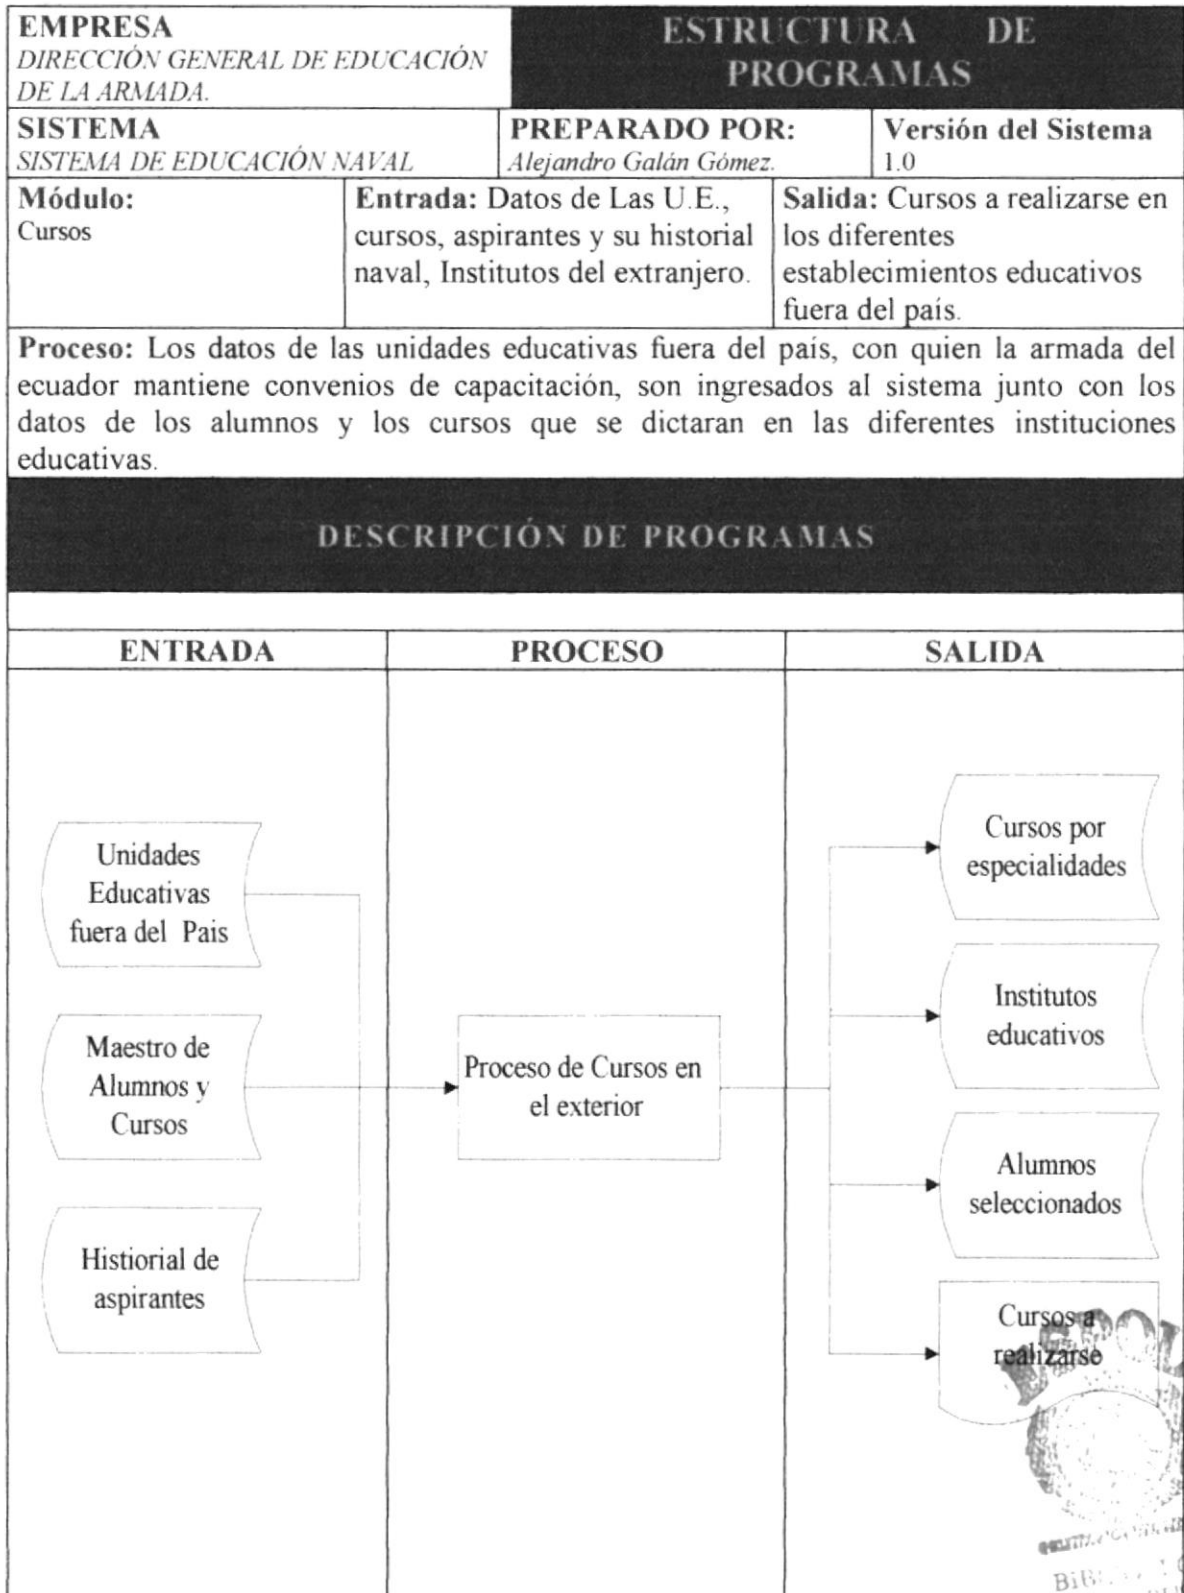 EMPRESA
DIRECCIÓN GENERAL DE EDUCACIÓN
DE LA ARMADA.
ESTRUCTURA DE
PROGRAMAS
SISTEMA
SISTEMA DE EDUCACIÓN NAVAL
PREPARADO POR:
Alejandro Galán Gómez.
Versión del Sistema
1.0
Módulo:
Cursos
Entrada: Datos de Las U.E.,
cursos, aspirantes y su historial
naval, Institutos del extranjero.
Salida: Cursos a realizarse en
los diferentes
establecimientos educativos
fuera del país.
Proceso: Los datos de las unidades educativas fuera del país, con quien la armada del
ecuador mantiene convenios de capacitación, son ingresados al sistema junto con los
datos de los alumnos y los cursos que se dictaran en las diferentes instituciones
educativas.
DESCRIPCIÓN DE PROGRAMAS
ENTRADA
PROCESO
SALIDA
Unidades
Educativas
fuera del Pais
Maestro de
Alumnos y
Cursos
Histiorial de
aspirantes
Proceso de Cursos en
el exterior
Cursos por
especialidades
Institutos
educativos
Alumnos
seleccionados
Cursos a
realizarse